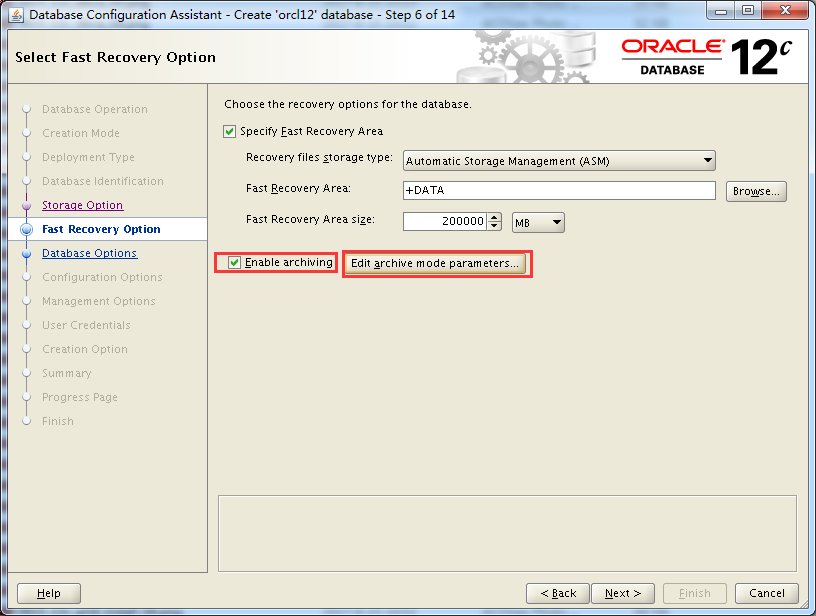 Database Configuration Assistant - Create 'orcl12' database - Step 6 of 14
Select Fast Recovery Option
ORACLE®
DATABASE
12c
Database Operation
Creation Mode
Deployment Type
Database Identification
Storage Option
Fast Recovery Option
Database Options
Configuration Options
Management Options
User Credentials
Creation Option
Summary
Progress Page
Finish
Choose the recovery options for the database.
Specify Fast Recovery Area
Recovery files storage type: Automatic Storage Management (ASM)
Fast Recovery Area: +DATA Browse...
Fast Recovery Area size: 200000 MB
Enable archiving Edit archive mode parameters...
Help < Back Next > Finish Cancel